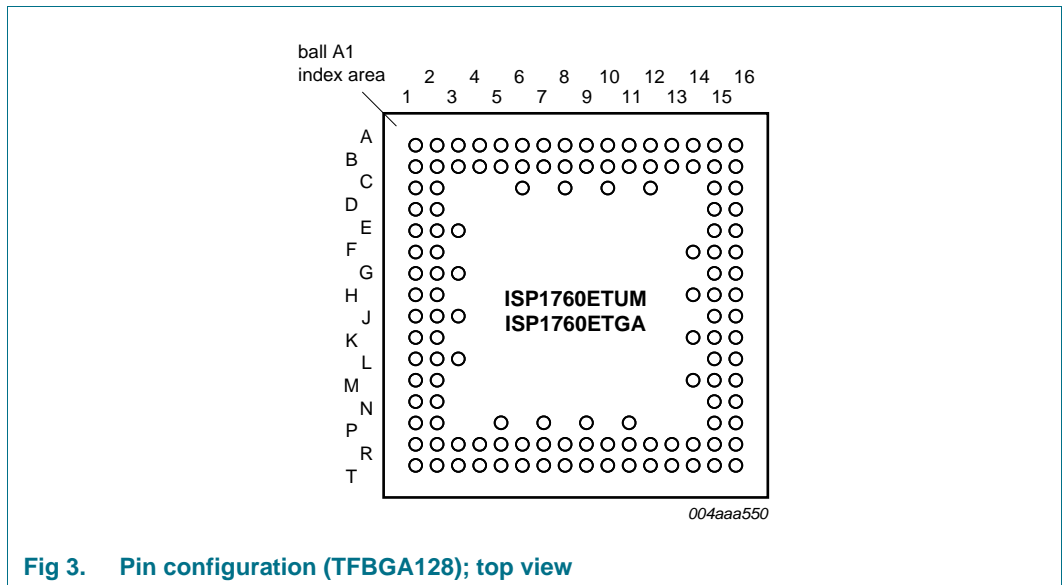 ball A1
index area
2 4 6 8 10 12 14 16
1 3 5 7 9 11 13 15
A
B
C
D
E
F
G
H
J
K
L
M
N
P
R
T
ISP1760ETUM
ISP1760ETGA
004aaa550
Fig 3. Pin configuration (TFBGA128); top view